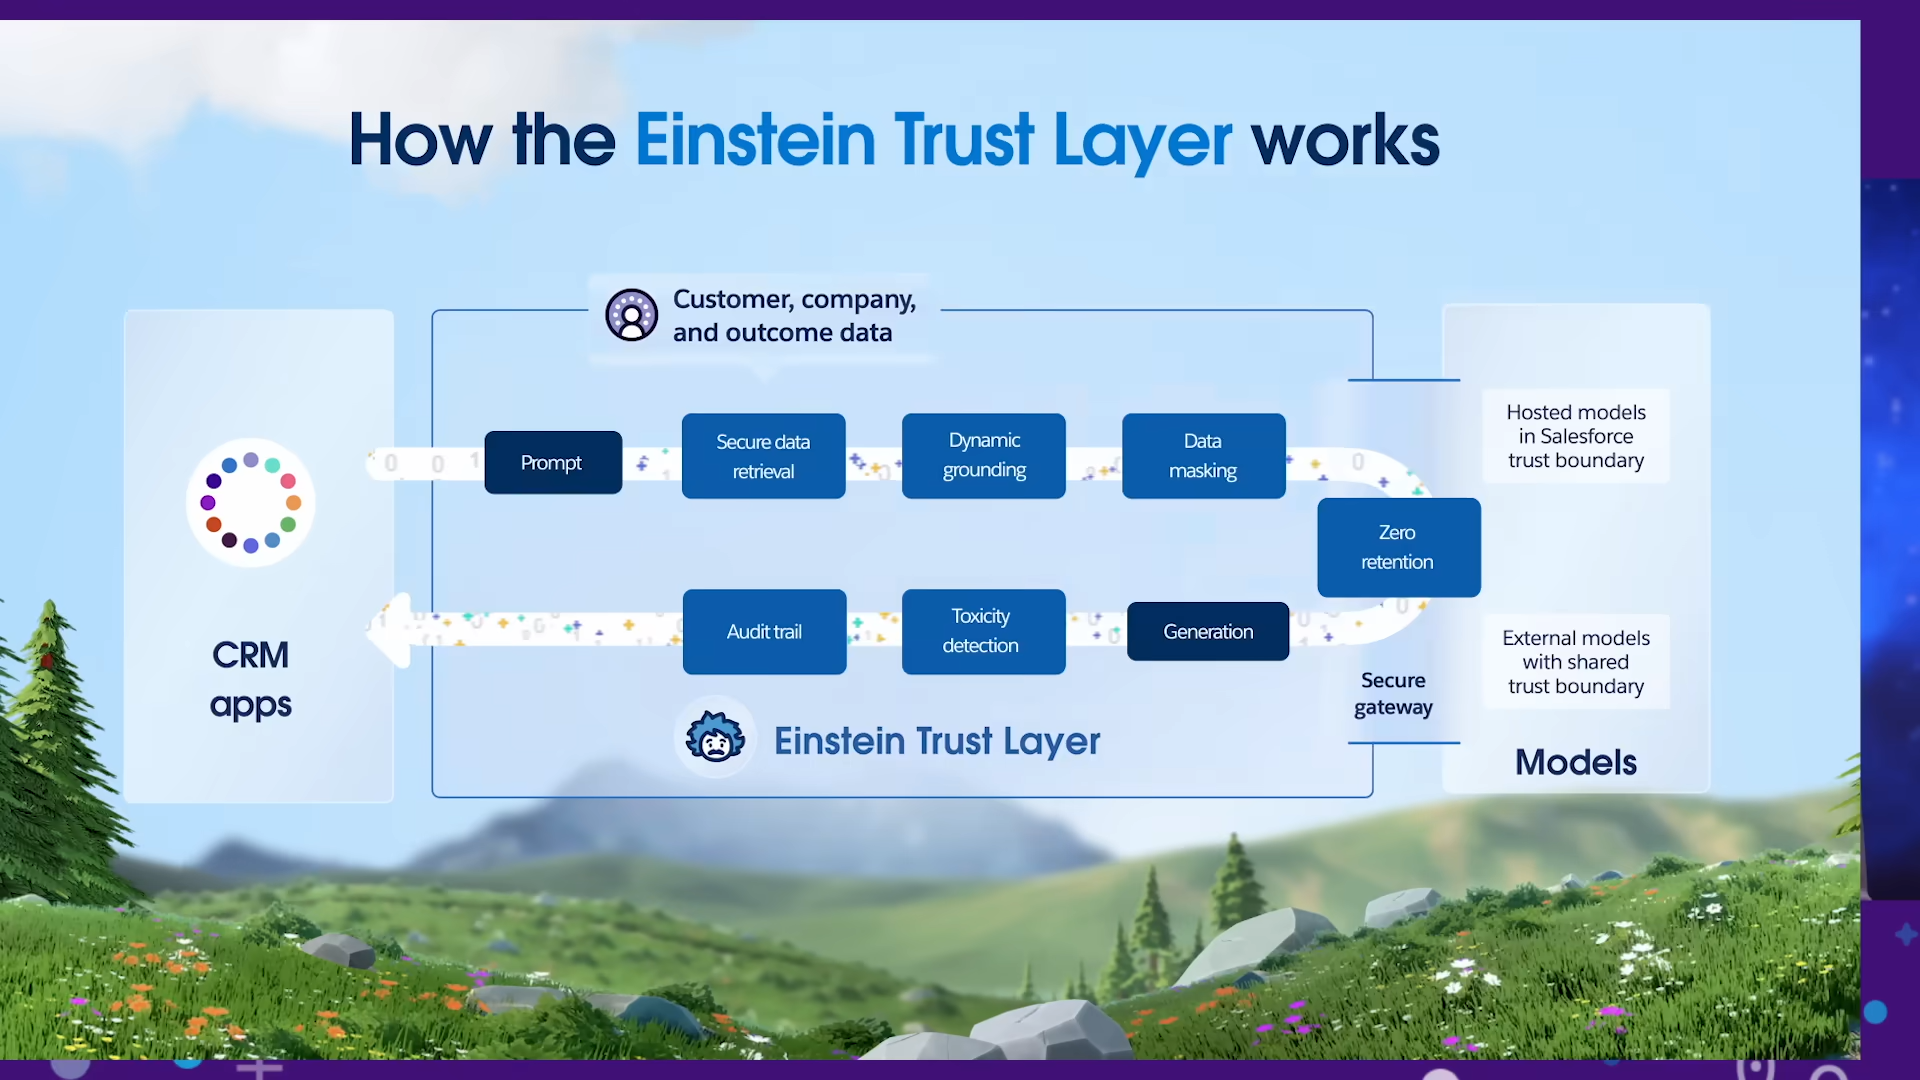 How the Einstein Trust Layer works
Customer, company,
and outcome data
Prompt
Secure data
retrieval
Dynamic
grounding
Data
masking
Zero
retention
Generation
Toxicity
detection
Audit trail
CRM
apps
Einstein Trust Layer
Secure
gateway
Hosted models
in Salesforce
trust boundary
External models
with shared
trust boundary
Models